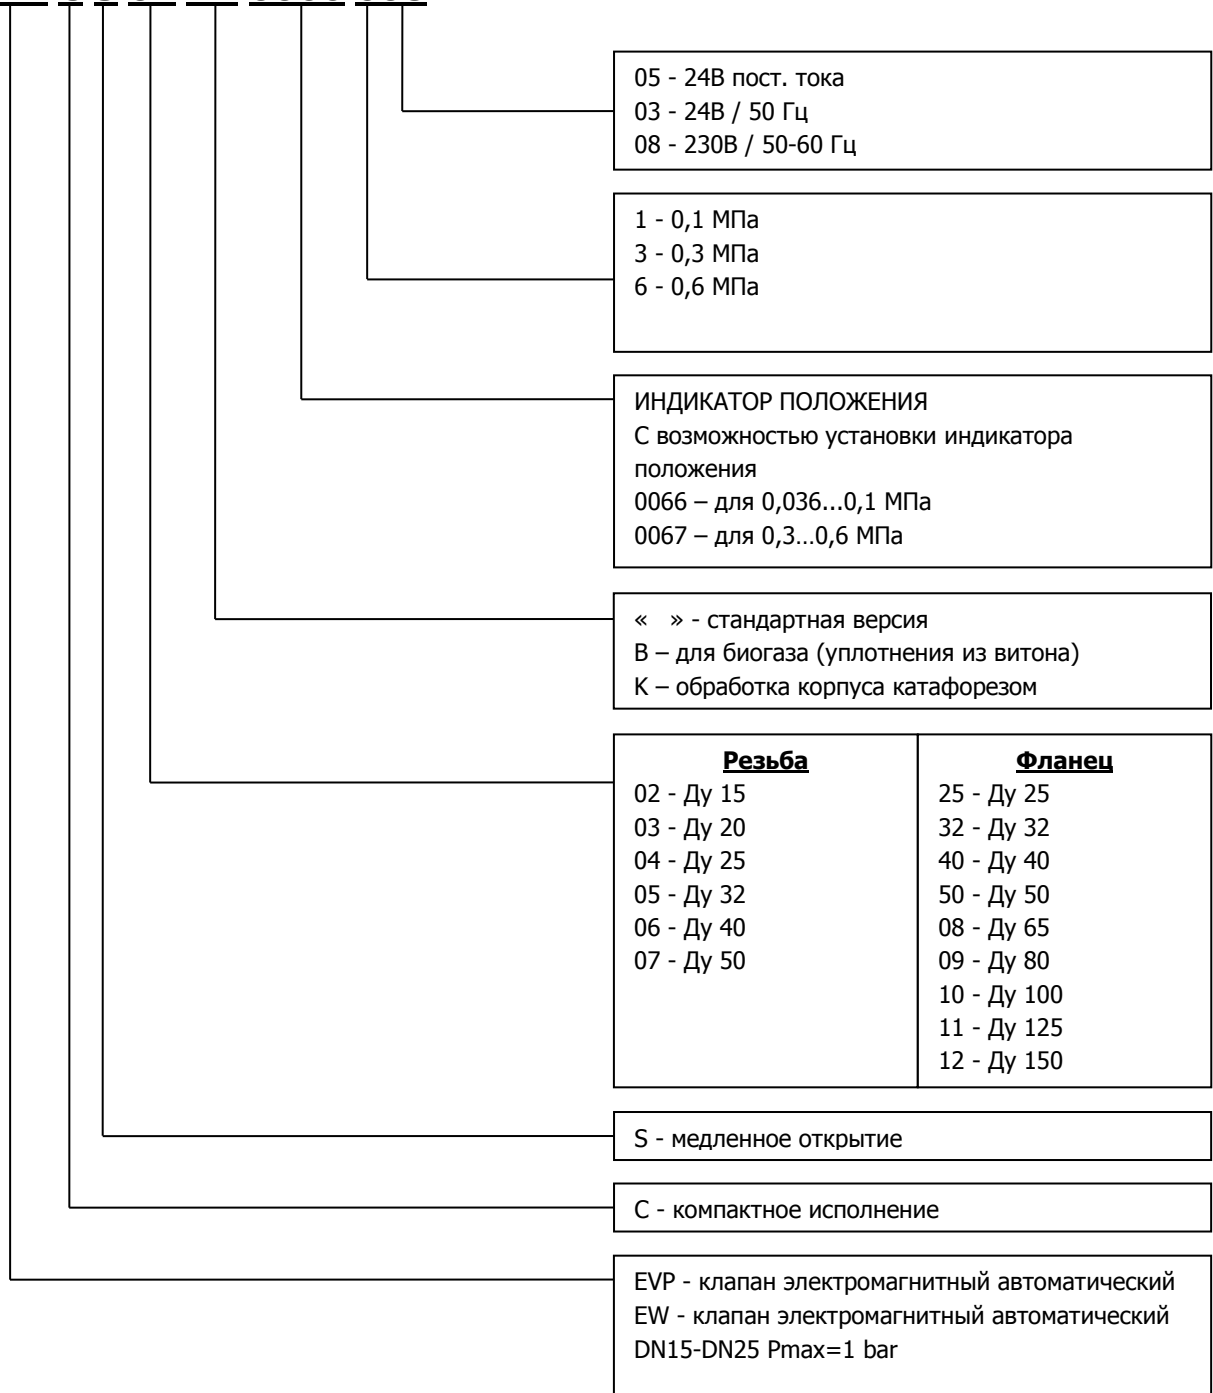 05 - 24В пост. тока
03 - 24В / 50 Гц
08 - 230В / 50-60 Гц
1 - 0,1 МПа
3 - 0,3 МПа
6 - 0,6 МПа
ИНДИКАТОР ПОЛОЖЕНИЯ
С возможностью установки индикатора
положения
0066 – для 0,036...0,1 МПа
0067 – для 0,3…0,6 МПа
«   » - стандартная версия
B – для биогаза (уплотнения из витона)
K – обработка корпуса катафорезом
Резьба
02 - Ду 15
03 - Ду 20
04 - Ду 25
05 - Ду 32
06 - Ду 40
07 - Ду 50
Фланец
25 - Ду 25
32 - Ду 32
40 - Ду 40
50 - Ду 50
08 - Ду 65
09 - Ду 80
10 - Ду 100
11 - Ду 125
12 - Ду 150
S - медленное открытие
C - компактное исполнение
EVP - клапан электромагнитный автоматический
EW - клапан электромагнитный автоматический
DN15-DN25 Pmax=1 bar